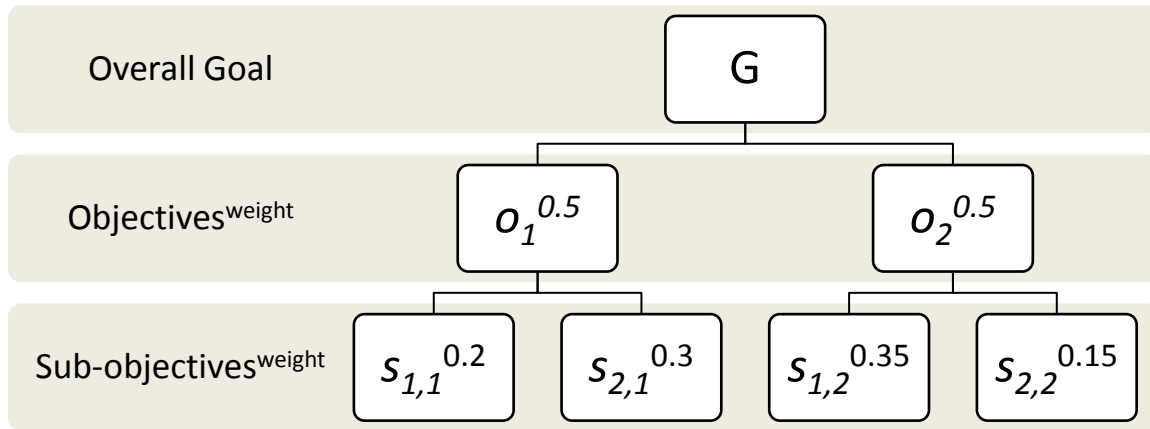 Overall Goal G
Objectives^weight o_1^0.5 o_2^0.5
Sub-objectives^weight s_1,1^0.2 s_2,1^0.3 s_1,2^0.35 s_2,2^0.15